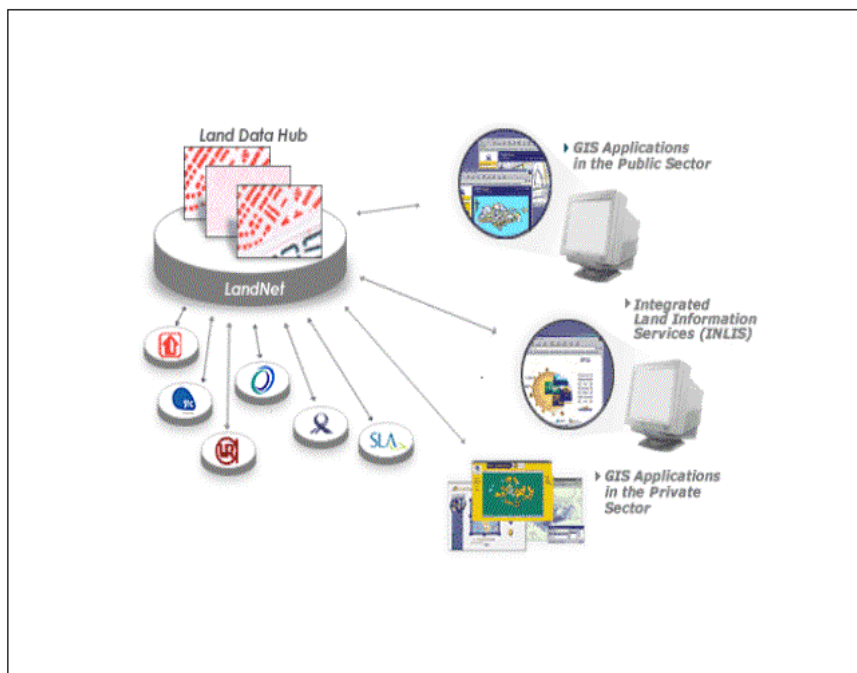 Land Data Hub
LandNet
GIS Applications
in the Public Sector
Integrated
Land Information
Services (INLIS)
GIS Applications
in the Private
Sector
SLA